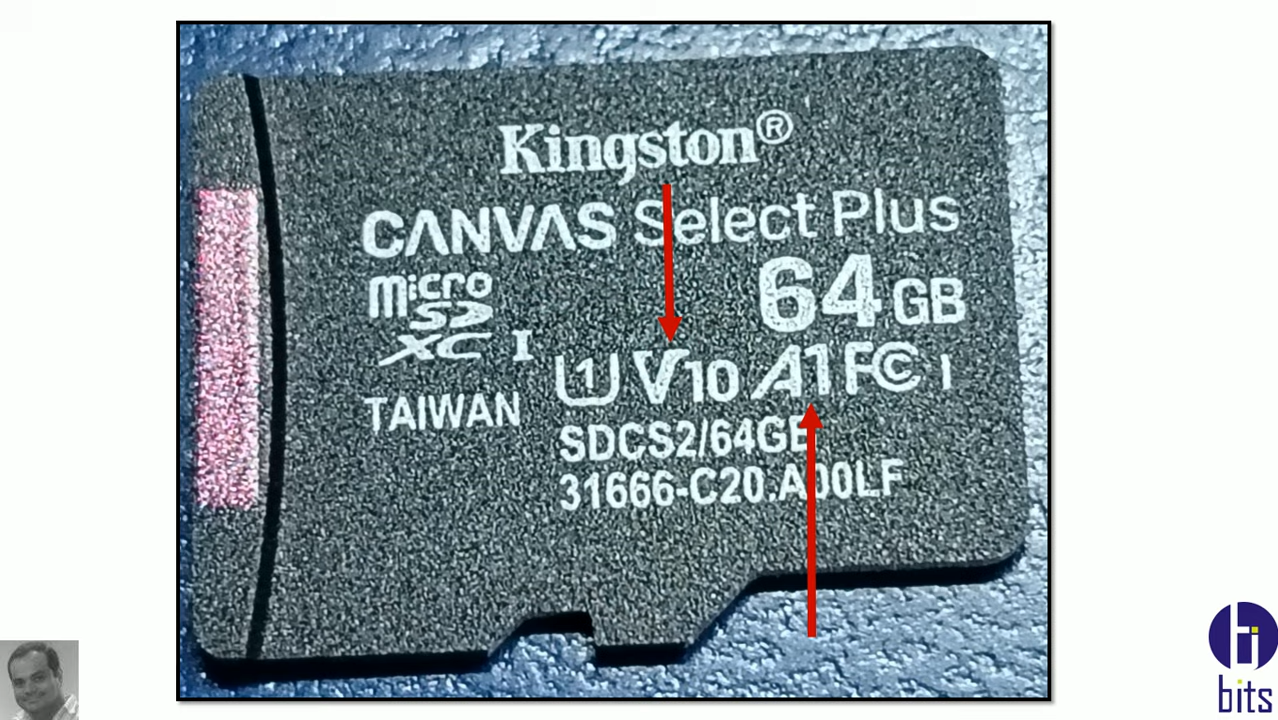 Kingston®
CANVAS Select Plus
64 GB
micro SD XC I
U1 V10 A1 FC I
TAIWAN
SDCS2/64GB
31666-C20.A00LF
bits